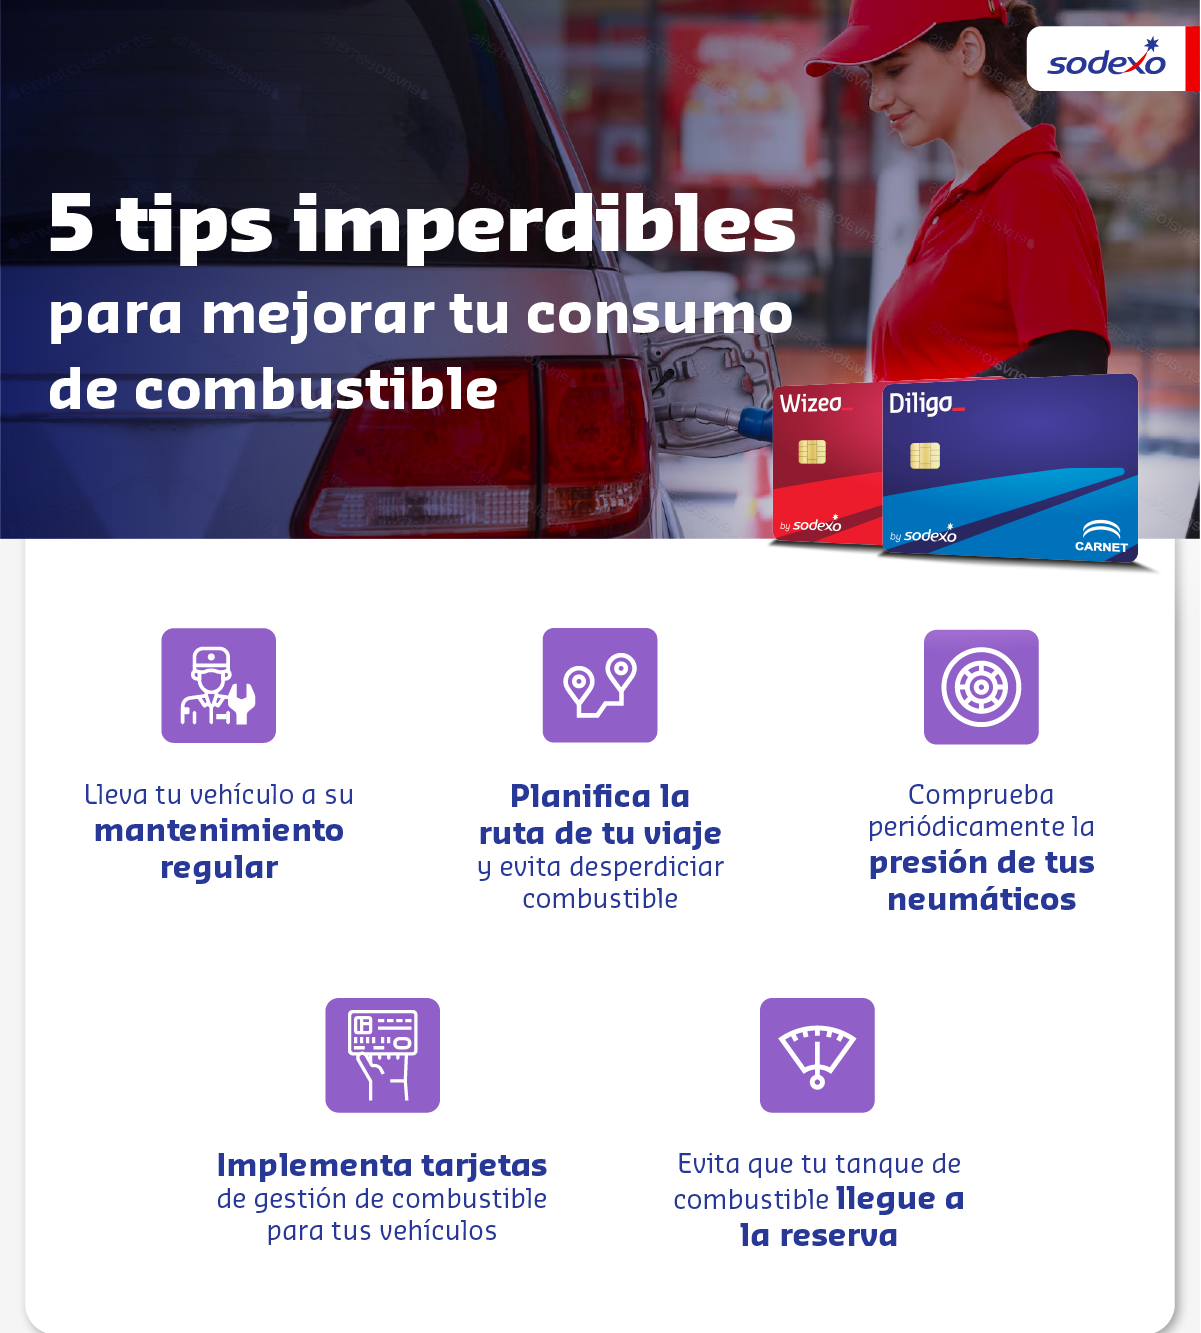 sodexo
5 tips imperdibles
para mejorar tu consumo
de combustible
Wizeo_
Diligo_
by sodexo
by sodexo
CARNET
Lleva tu vehículo a su
mantenimiento
regular
Planifica la
ruta de tu viaje
y evita desperdiciar
combustible
Comprueba
periódicamente la
presión de tus
neumáticos
Implementa tarjetas
de gestión de combustible
para tus vehículos
Evita que tu tanque de
combustible llegue a
la reserva